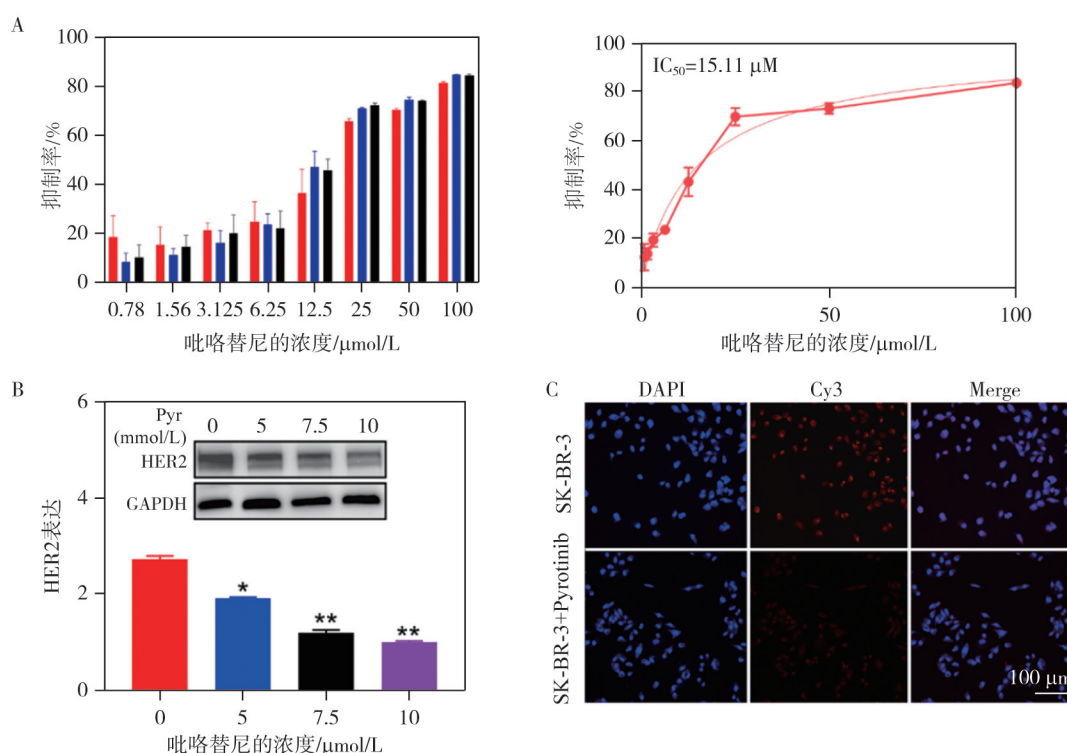 A
100
80
60
40
20
0
抑制率/%
0.78 1.56 3.125 6.25 12.5 25 50 100
吡咯替尼的浓度/μmol/L
100
80
60
40
20
0
抑制率/%
IC₅₀=15.11 μM
0 50 100
吡咯替尼的浓度/μmol/L
B
6
4
2
0
HER2表达
Pyr
(mmol/L)
0 5 7.5 10
HER2
GAPDH
* ** **
0 5 7.5 10
吡咯替尼的浓度/μmol/L
C
DAPI Cy3 Merge
SK-BR-3
SK-BR-3+Pyrotinib
100 μm